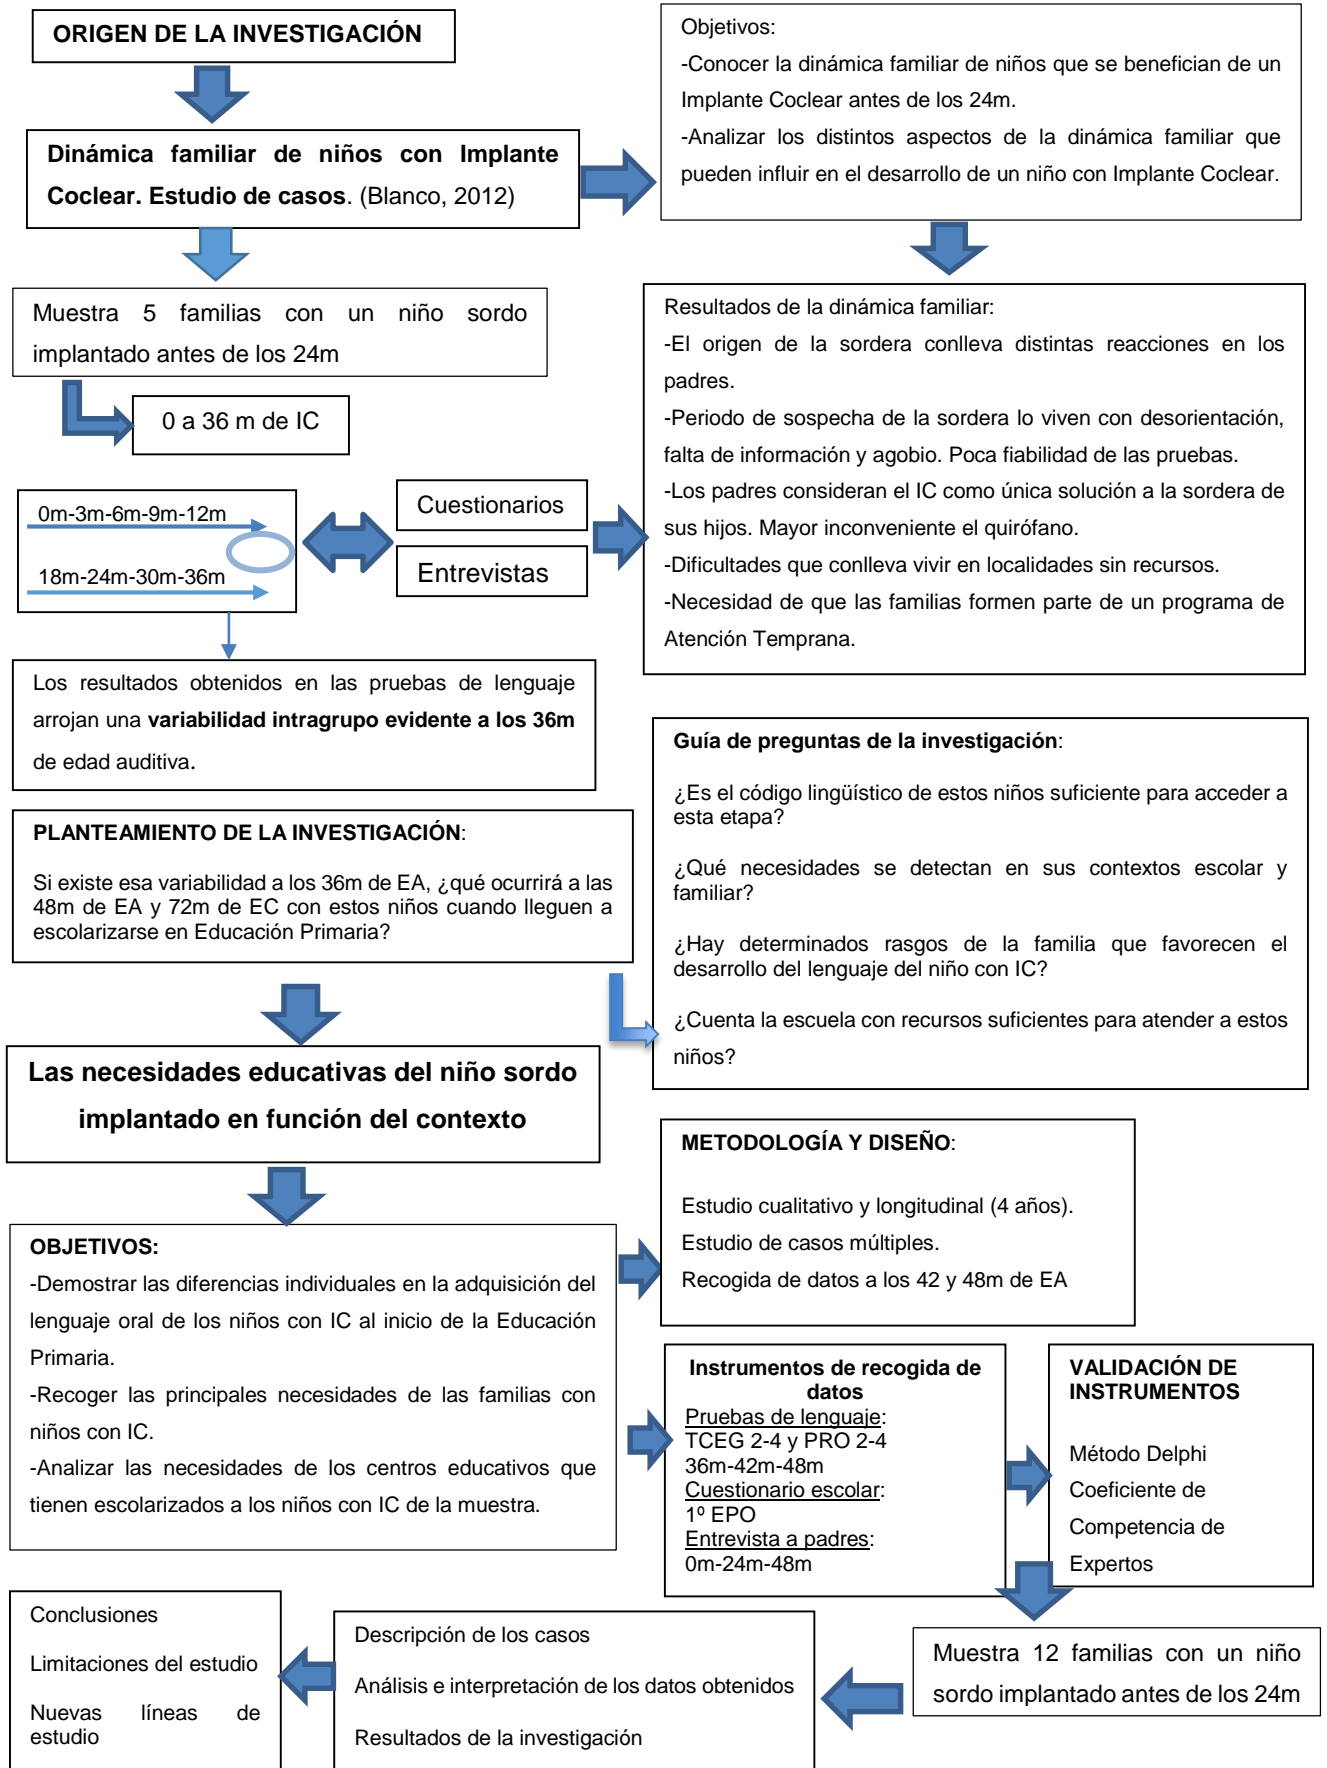 ORIGEN DE LA INVESTIGACIÓN
Dinámica familiar de niños con Implante
Coclear. Estudio de casos. (Blanco, 2012)
Objetivos:
-Conocer la dinámica familiar de niños que se benefician de un
Implante Coclear antes de los 24m.
-Analizar los distintos aspectos de la dinámica familiar que
pueden influir en el desarrollo de un niño con Implante Coclear.
Muestra 5 familias con un niño sordo
implantado antes de los 24m
0 a 36 m de IC
0m-3m-6m-9m-12m
18m-24m-30m-36m
Cuestionarios
Entrevistas
Resultados de la dinámica familiar:
-El origen de la sordera conlleva distintas reacciones en los
padres.
-Periodo de sospecha de la sordera lo viven con desorientación,
falta de información y agobio. Poca fiabilidad de las pruebas.
-Los padres consideran el IC como única solución a la sordera de
sus hijos. Mayor inconveniente el quirófano.
-Dificultades que conlleva vivir en localidades sin recursos.
-Necesidad de que las familias formen parte de un programa de
Atención Temprana.
Los resultados obtenidos en las pruebas de lenguaje
arrojan una variabilidad intragrupo evidente a los 36m
de edad auditiva.
PLANTEAMIENTO DE LA INVESTIGACIÓN:
Si existe esa variabilidad a los 36m de EA, ¿qué ocurrirá a las
48m de EA y 72m de EC con estos niños cuando lleguen a
escolarizarse en Educación Primaria?
Guía de preguntas de la investigación:
¿Es el código lingüístico de estos niños suficiente para acceder a
esta etapa?
¿Qué necesidades se detectan en sus contextos escolar y
familiar?
¿Hay determinados rasgos de la familia que favorecen el
desarrollo del lenguaje del niño con IC?
¿Cuenta la escuela con recursos suficientes para atender a estos
niños?
Las necesidades educativas del niño sordo
implantado en función del contexto
METODOLOGÍA Y DISEÑO:
Estudio cualitativo y longitudinal (4 años).
Estudio de casos múltiples.
Recogida de datos a los 42 y 48m de EA
OBJETIVOS:
-Demostrar las diferencias individuales en la adquisición del
lenguaje oral de los niños con IC al inicio de la Educación
Primaria.
-Recoger las principales necesidades de las familias con
niños con IC.
-Analizar las necesidades de los centros educativos que
tienen escolarizados a los niños con IC de la muestra.
Instrumentos de recogida de
datos
Pruebas de lenguaje:
TCEG 2-4 y PRO 2-4
36m-42m-48m
Cuestionario escolar:
1º EPO
Entrevista a padres:
0m-24m-48m
VALIDACIÓN DE
INSTRUMENTOS
Método Delphi
Coeficiente de
Competencia de
Expertos
Muestra 12 familias con un niño
sordo implantado antes de los 24m
Descripción de los casos
Análisis e interpretación de los datos obtenidos
Resultados de la investigación
Conclusiones
Limitaciones del estudio
Nuevas líneas de
estudio